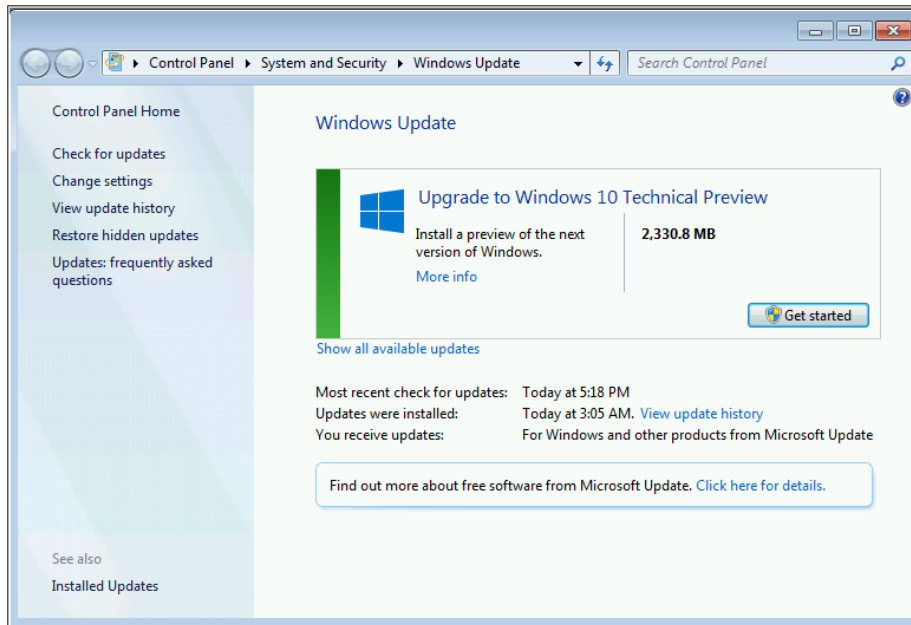 Control Panel System and Security Windows Update
Search Control Panel
Control Panel Home
Check for updates
Change settings
View update history
Restore hidden updates
Updates: frequently asked
questions
See also
Installed Updates
Windows Update
Upgrade to Windows 10 Technical Preview
Install a preview of the next
version of Windows.
More info
2,330.8 MB
Get started
Show all available updates
Most recent check for updates: Today at 5:18 PM
Updates were installed: Today at 3:05 AM. View update history
You receive updates: For Windows and other products from Microsoft Update
Find out more about free software from Microsoft Update. Click here for details.